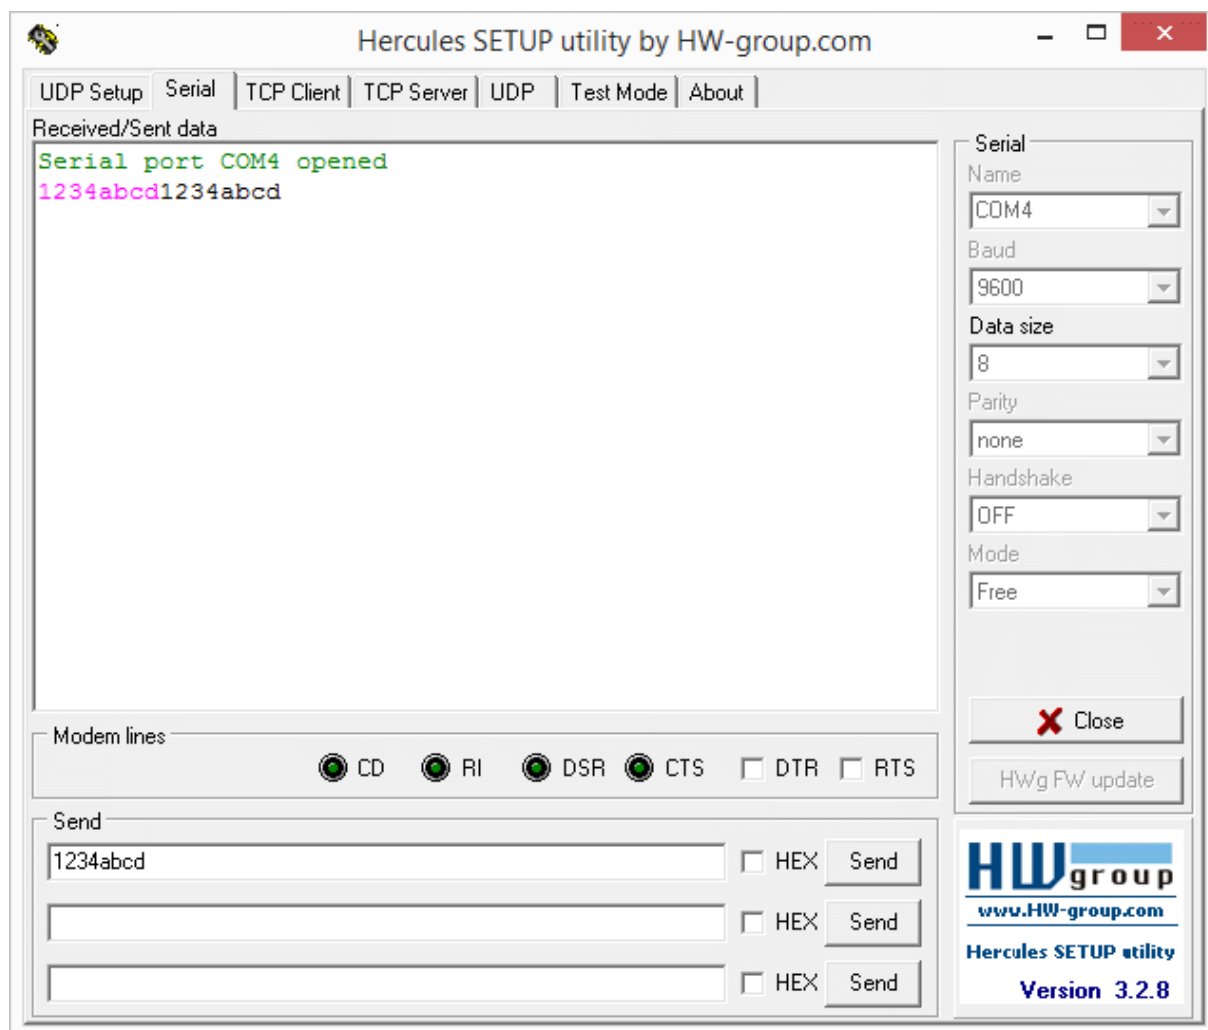 Hercules SETUP utility by HW-group.com
UDP Setup Serial TCP Client TCP Server UDP Test Mode About
Received/Sent data
Serial port COM4 opened
1234abcd1234abcd
Serial
Name
COM4
Baud
9600
Data size
8
Parity
none
Handshake
OFF
Mode
Free
Close
HWg FW update
Modem lines
CD RI DSR CTS DTR RTS
Send
1234abcd HEX Send
HEX Send
HEX Send
HW group
www.HW-group.com
Hercules SETUP utility
Version 3.2.8